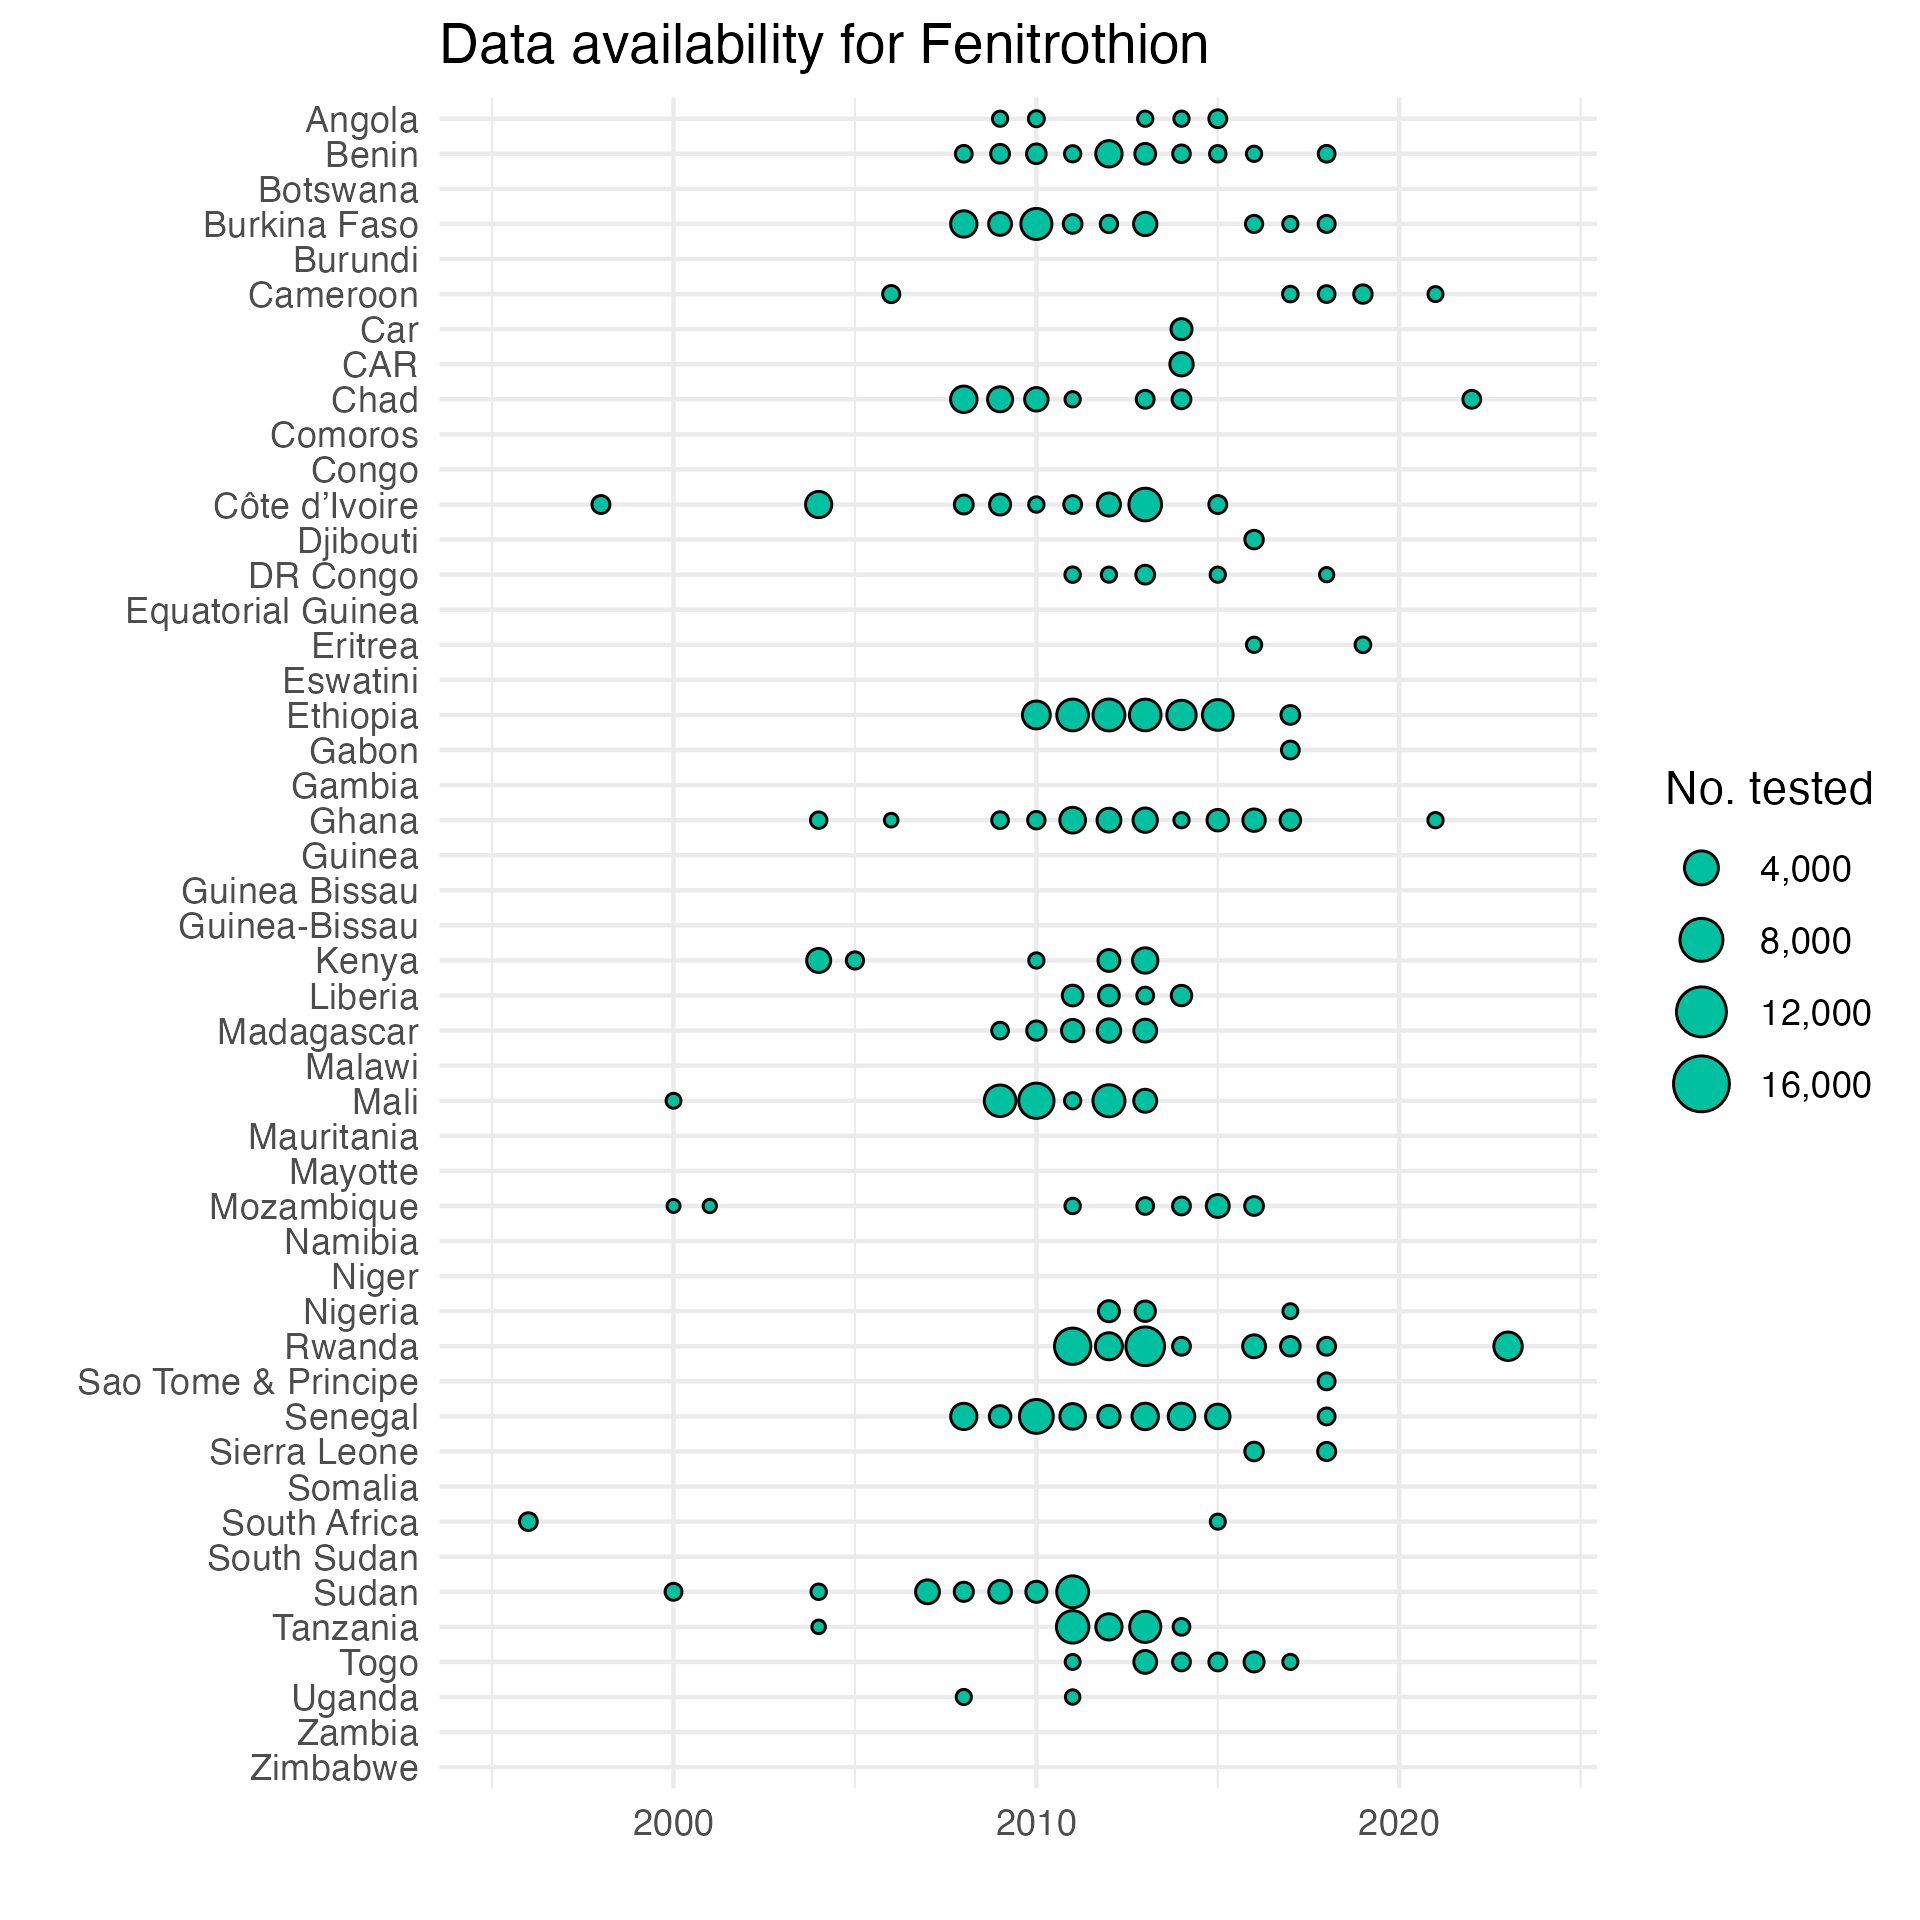 Data availability for Fenitrothion
Angola
Benin
Botswana
Burkina Faso
Burundi
Cameroon
Car
CAR
Chad
Comoros
Congo
Côte d’Ivoire
Djibouti
DR Congo
Equatorial Guinea
Eritrea
Eswatini
Ethiopia
Gabon
Gambia
Ghana
Guinea
Guinea Bissau
Guinea-Bissau
Kenya
Liberia
Madagascar
Malawi
Mali
Mauritania
Mayotte
Mozambique
Namibia
Niger
Nigeria
Rwanda
Sao Tome & Principe
Senegal
Sierra Leone
Somalia
South Africa
South Sudan
Sudan
Tanzania
Togo
Uganda
Zambia
Zimbabwe
2000
2010
2020
No. tested
4,000
8,000
12,000
16,000